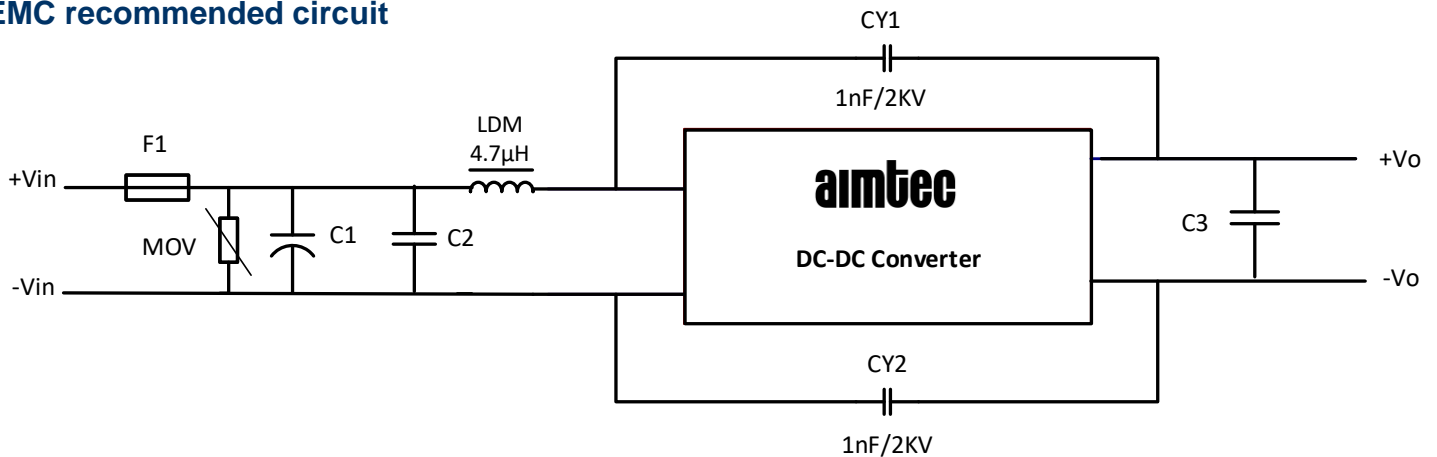 EMC recommended circuit
CY1
1nF/2KV
LDM
4.7µH
F1
+Vin
+Vo
aimtec
MOV
C1
C2
C3
DC-DC Converter
-Vin
-Vo
CY2
1nF/2KV